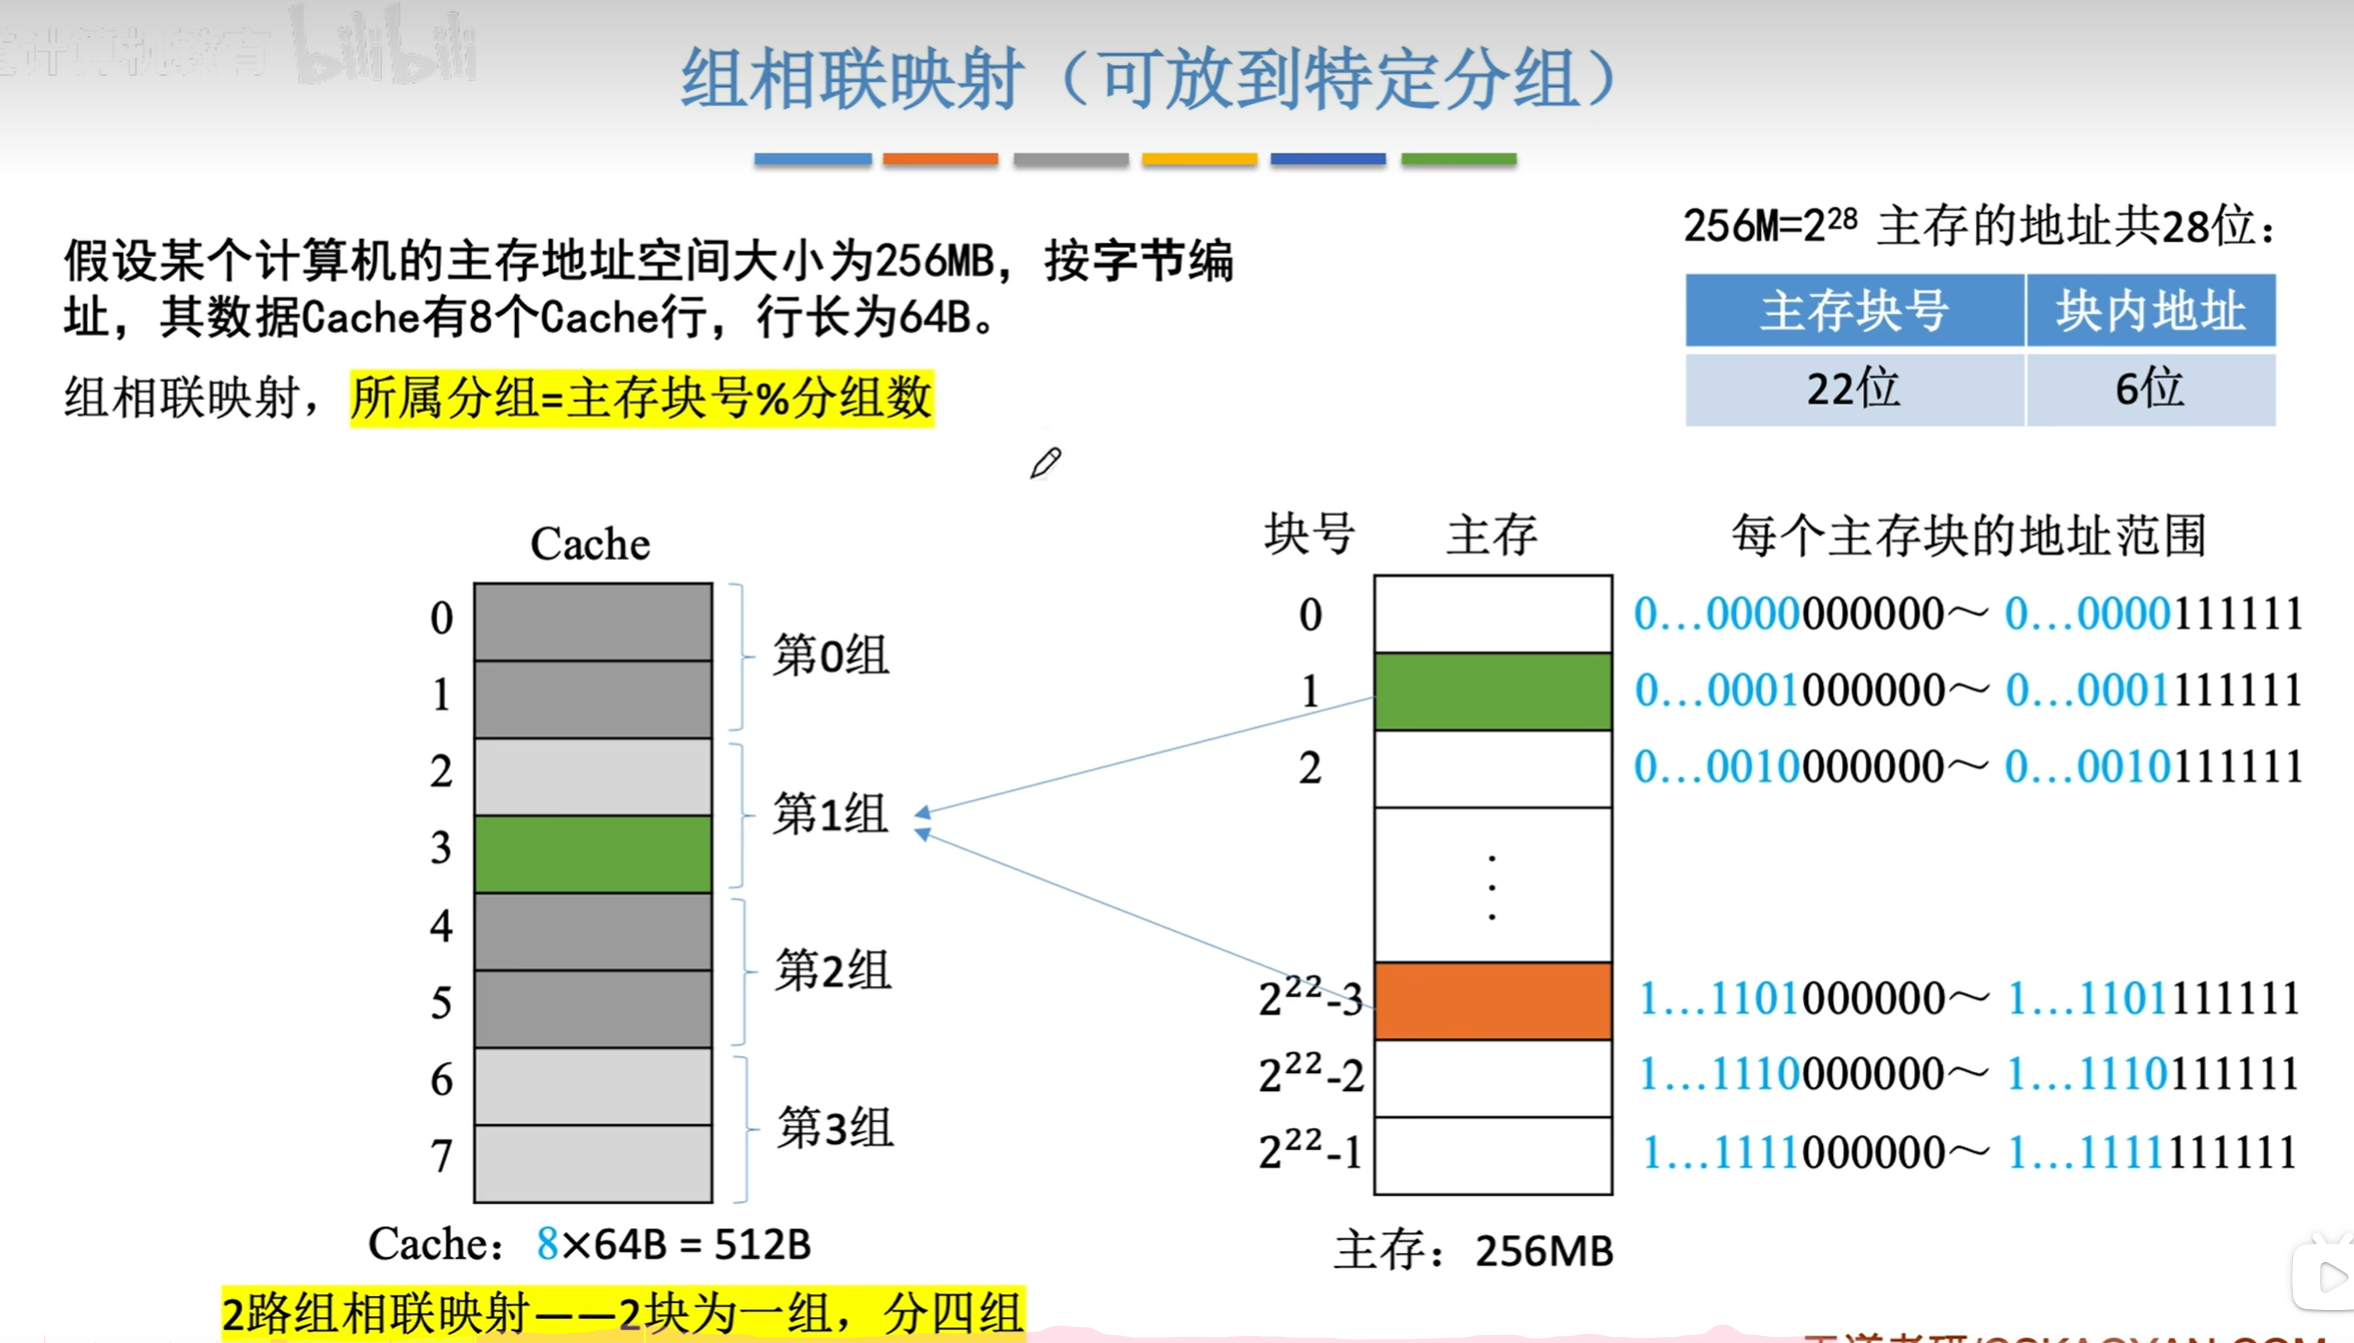 计算机教育 bilibili
组相联映射（可放到特定分组）
假设某个计算机的主存地址空间大小为256MB，按字节编
址，其数据Cache有8个Cache行，行长为64B。
组相联映射，所属分组=主存块号%分组数
256M=2²⁸ 主存的地址共28位：
主存块号 块内地址
22位 6位
Cache
0
1
2
3
4
5
6
7
第0组
第1组
第2组
第3组
Cache：8×64B = 512B
2路组相联映射——2块为一组，分四组
块号 主存 每个主存块的地址范围
0 0...0000000000～ 0...0000111111
1 0...0001000000～ 0...0001111111
2 0...0010000000～ 0...0010111111
2²²-3 1...1101000000～ 1...1101111111
2²²-2 1...1110000000～ 1...1110111111
2²²-1 1...1111000000～ 1...1111111111
主存：256MB